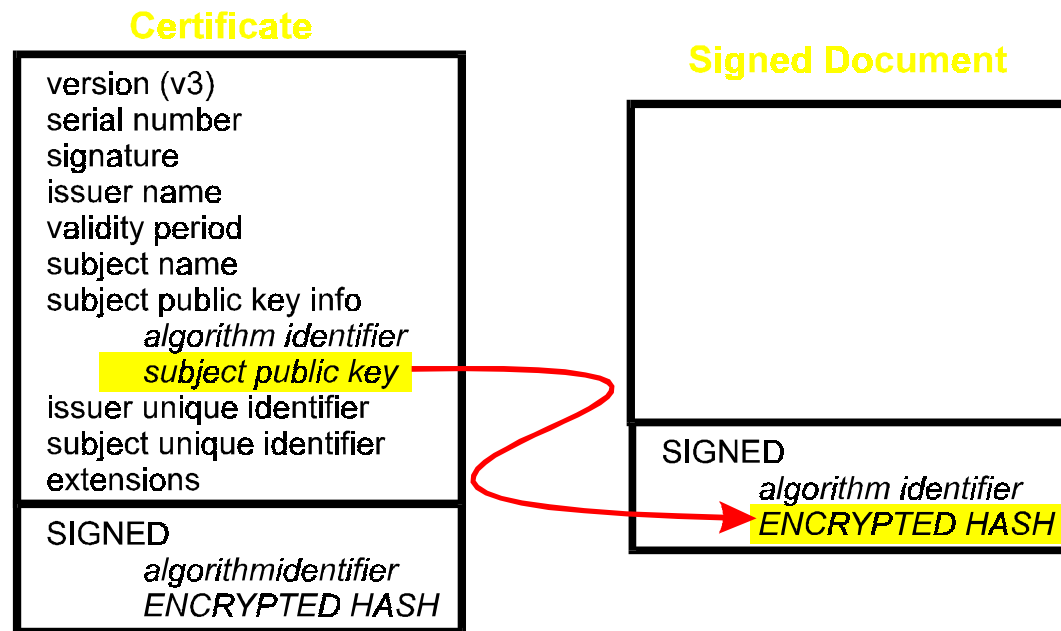 Certificate
version (v3)
serial number
signature
issuer name
validity period
subject name
subject public key info
algorithm identifier
subject public key
issuer unique identifier
subject unique identifier
extensions
SIGNED
algorithmidentifier
ENCRYPTED HASH
Signed Document
SIGNED
algorithm identifier
ENCRYPTED HASH